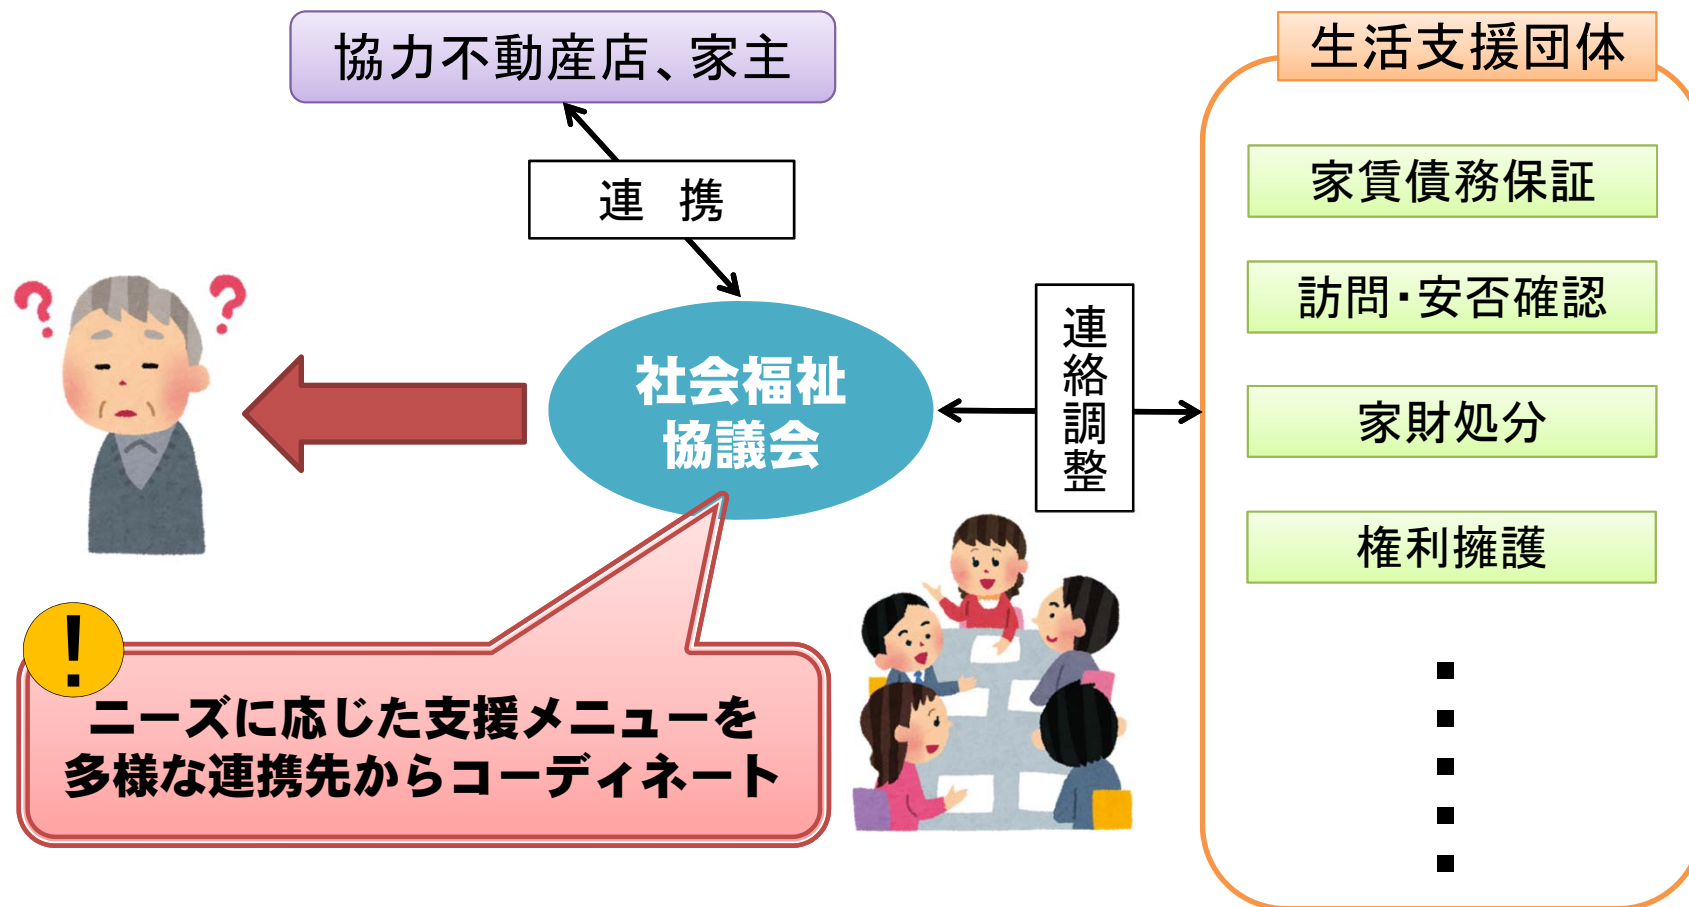 協力不動産店、家主
連 携
社会福祉
協議会
連絡調整
生活支援団体
家賃債務保証
訪問・安否確認
家財処分
権利擁護
?
?
!
ニーズに応じた支援メニューを
多様な連携先からコーディネート